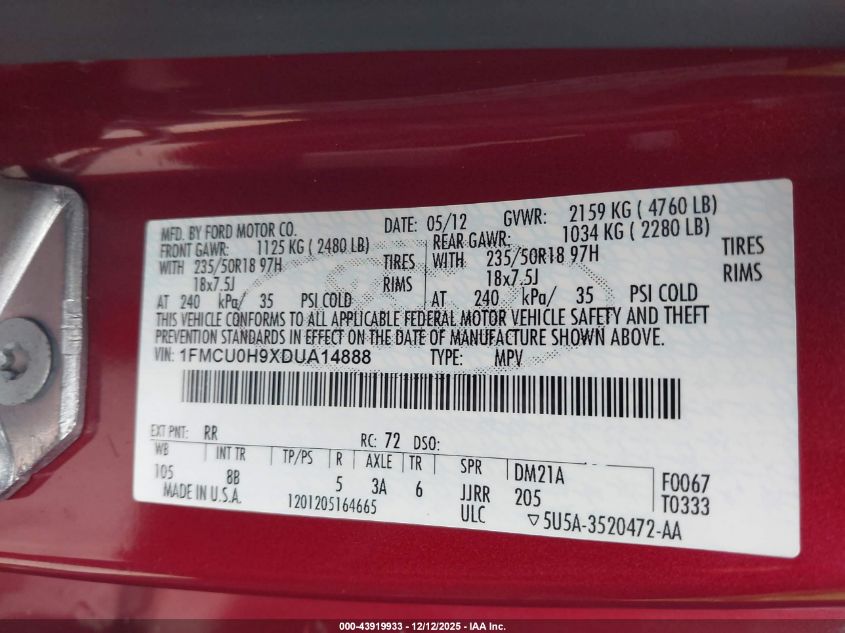 MFD. BY FORD MOTOR CO. DATE: 05/12 GVWR: 2159 KG ( 4760 LB)
FRONT GAWR: 1125 KG ( 2480 LB) REAR GAWR: 1034 KG ( 2280 LB)
WITH 235/50R18 97H TIRES WITH 235/50R18 97H TIRES
18x7.5J RIMS 18x7.5J RIMS
AT 240 kPa/ 35 PSI COLD AT 240 kPa/ 35 PSI COLD
THIS VEHICLE CONFORMS TO ALL APPLICABLE FEDERAL MOTOR VEHICLE SAFETY AND THEFT
PREVENTION STANDARDS IN EFFECT ON THE DATE OF MANUFACTURE SHOWN ABOVE.
VIN: 1FMCU0H9XDUA14888 TYPE: MPV
EXT PNT: RR RC: 72 DSO:
WB INT TR TP/PS R AXLE TR SPR DM21A F0067
105 8B 5 3A 6 JJRR 205 T0333
MADE IN U.S.A. 1201205164665 ULC ▽5U5A-3520472-AA
000-43919933 - 12/12/2025 - IAA Inc.